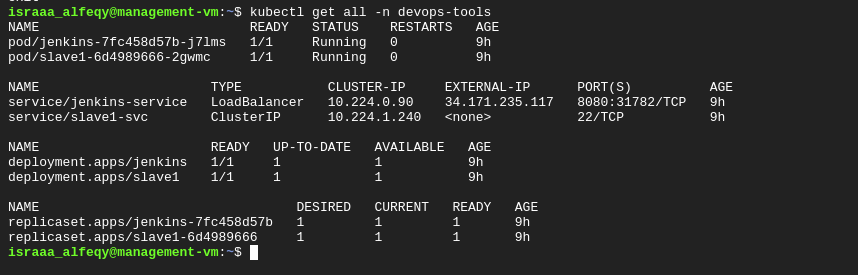 israaa_alfeqy@management-vm:~$ kubectl get all -n devops-tools
NAME READY STATUS RESTARTS AGE
pod/jenkins-7fc458d57b-j7lms 1/1 Running 0 9h
pod/slave1-6d4989666-2gwmc 1/1 Running 0 9h
NAME TYPE CLUSTER-IP EXTERNAL-IP PORT(S) AGE
service/jenkins-service LoadBalancer 10.224.0.90 34.171.235.117 8080:31782/TCP 9h
service/slave1-svc ClusterIP 10.224.1.240 <none> 22/TCP 9h
NAME READY UP-TO-DATE AVAILABLE AGE
deployment.apps/jenkins 1/1 1 1 9h
deployment.apps/slave1 1/1 1 1 9h
NAME DESIRED CURRENT READY AGE
replicaset.apps/jenkins-7fc458d57b 1 1 1 9h
replicaset.apps/slave1-6d4989666 1 1 1 9h
israaa_alfeqy@management-vm:~$